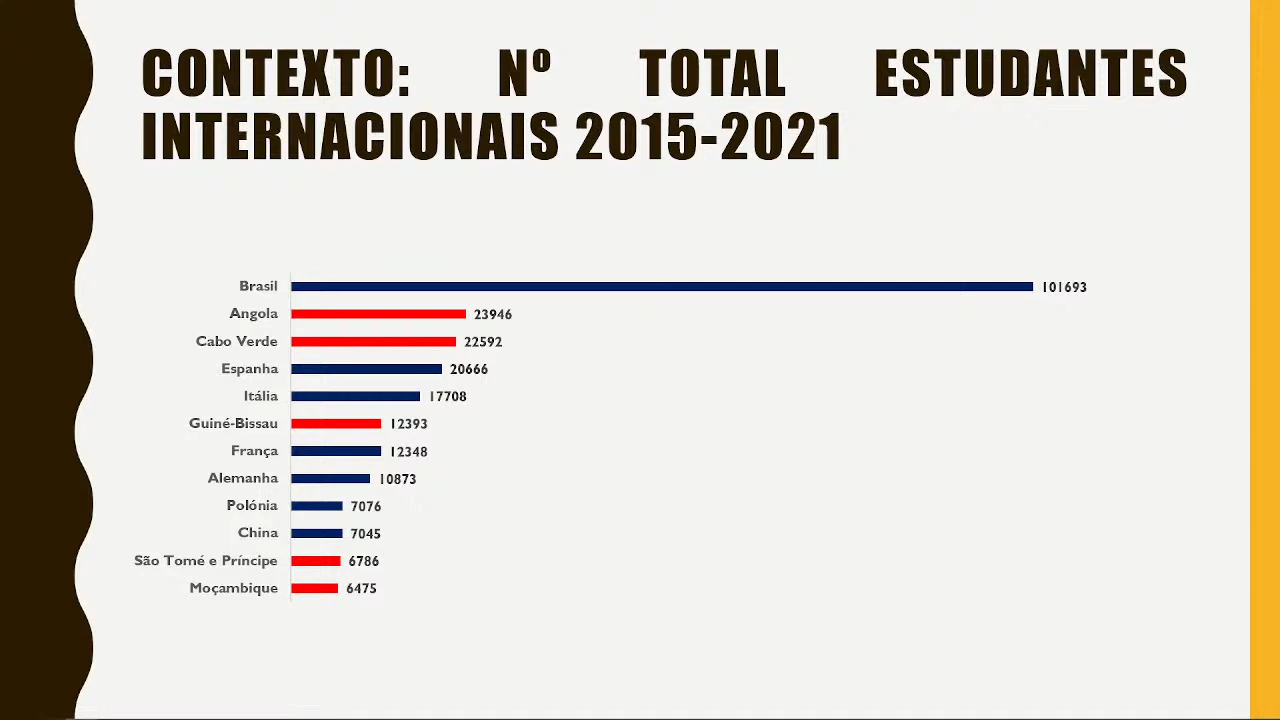 CONTEXTO: Nº TOTAL ESTUDANTES
INTERNACIONAIS 2015-2021
Brasil 101693
Angola 23946
Cabo Verde 22592
Espanha 20666
Itália 17708
Guiné-Bissau 12393
França 12348
Alemanha 10873
Polónia 7076
China 7045
São Tomé e Príncipe 6786
Moçambique 6475